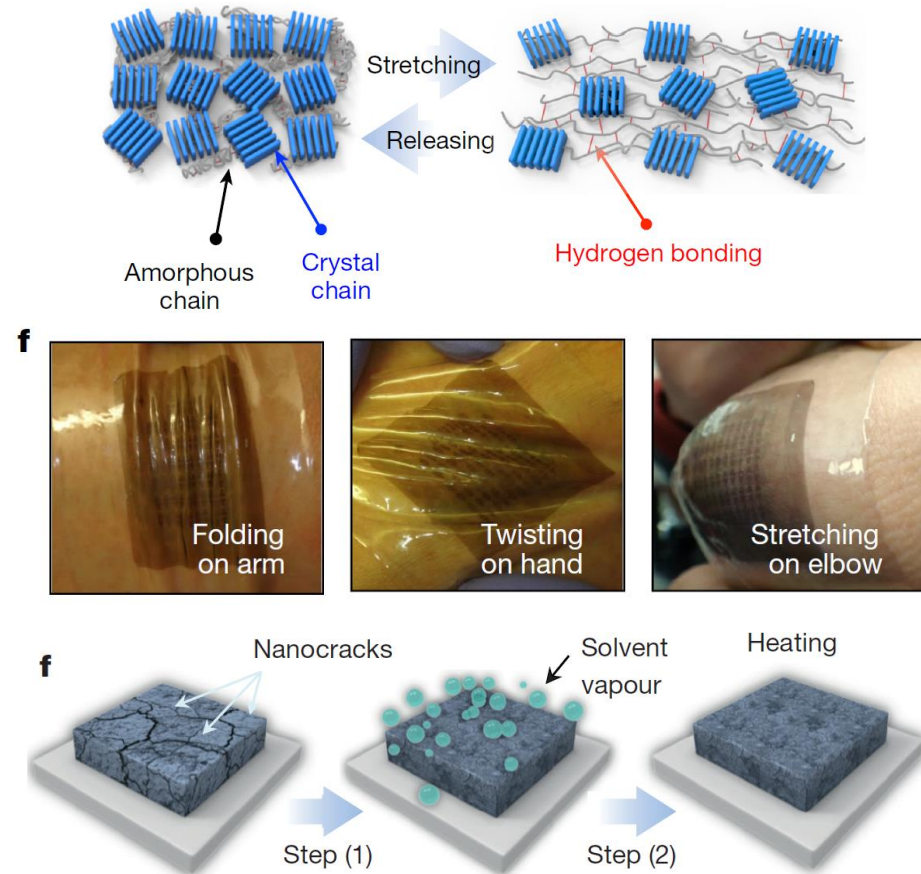 Stretching
Releasing
Amorphous
chain
Crystal
chain
Hydrogen bonding
f
Folding
on arm
Twisting
on hand
Stretching
on elbow
f
Nanocracks
Solvent
vapour
Heating
Step (1)
Step (2)